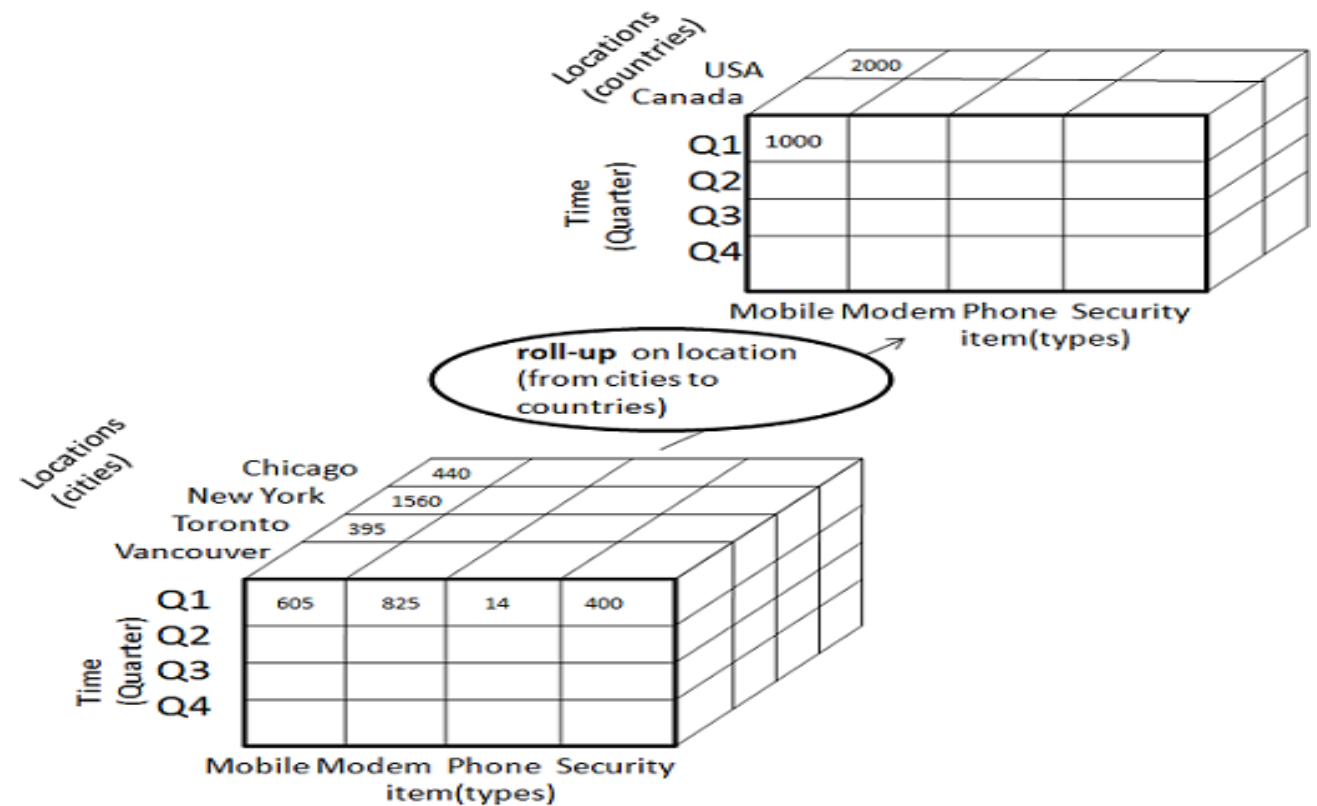 Locations
(countries)
USA 2000
Canada
Q1 1000
Q2
Q3
Q4
Time
(Quarter)
Mobile Modem Phone Security
item(types)
roll-up on location
(from cities to
countries)
Locations
(cities)
Chicago 440
New York 1560
Toronto 395
Vancouver
Q1 605 825 14 400
Q2
Q3
Q4
Time
(Quarter)
Mobile Modem Phone Security
item(types)